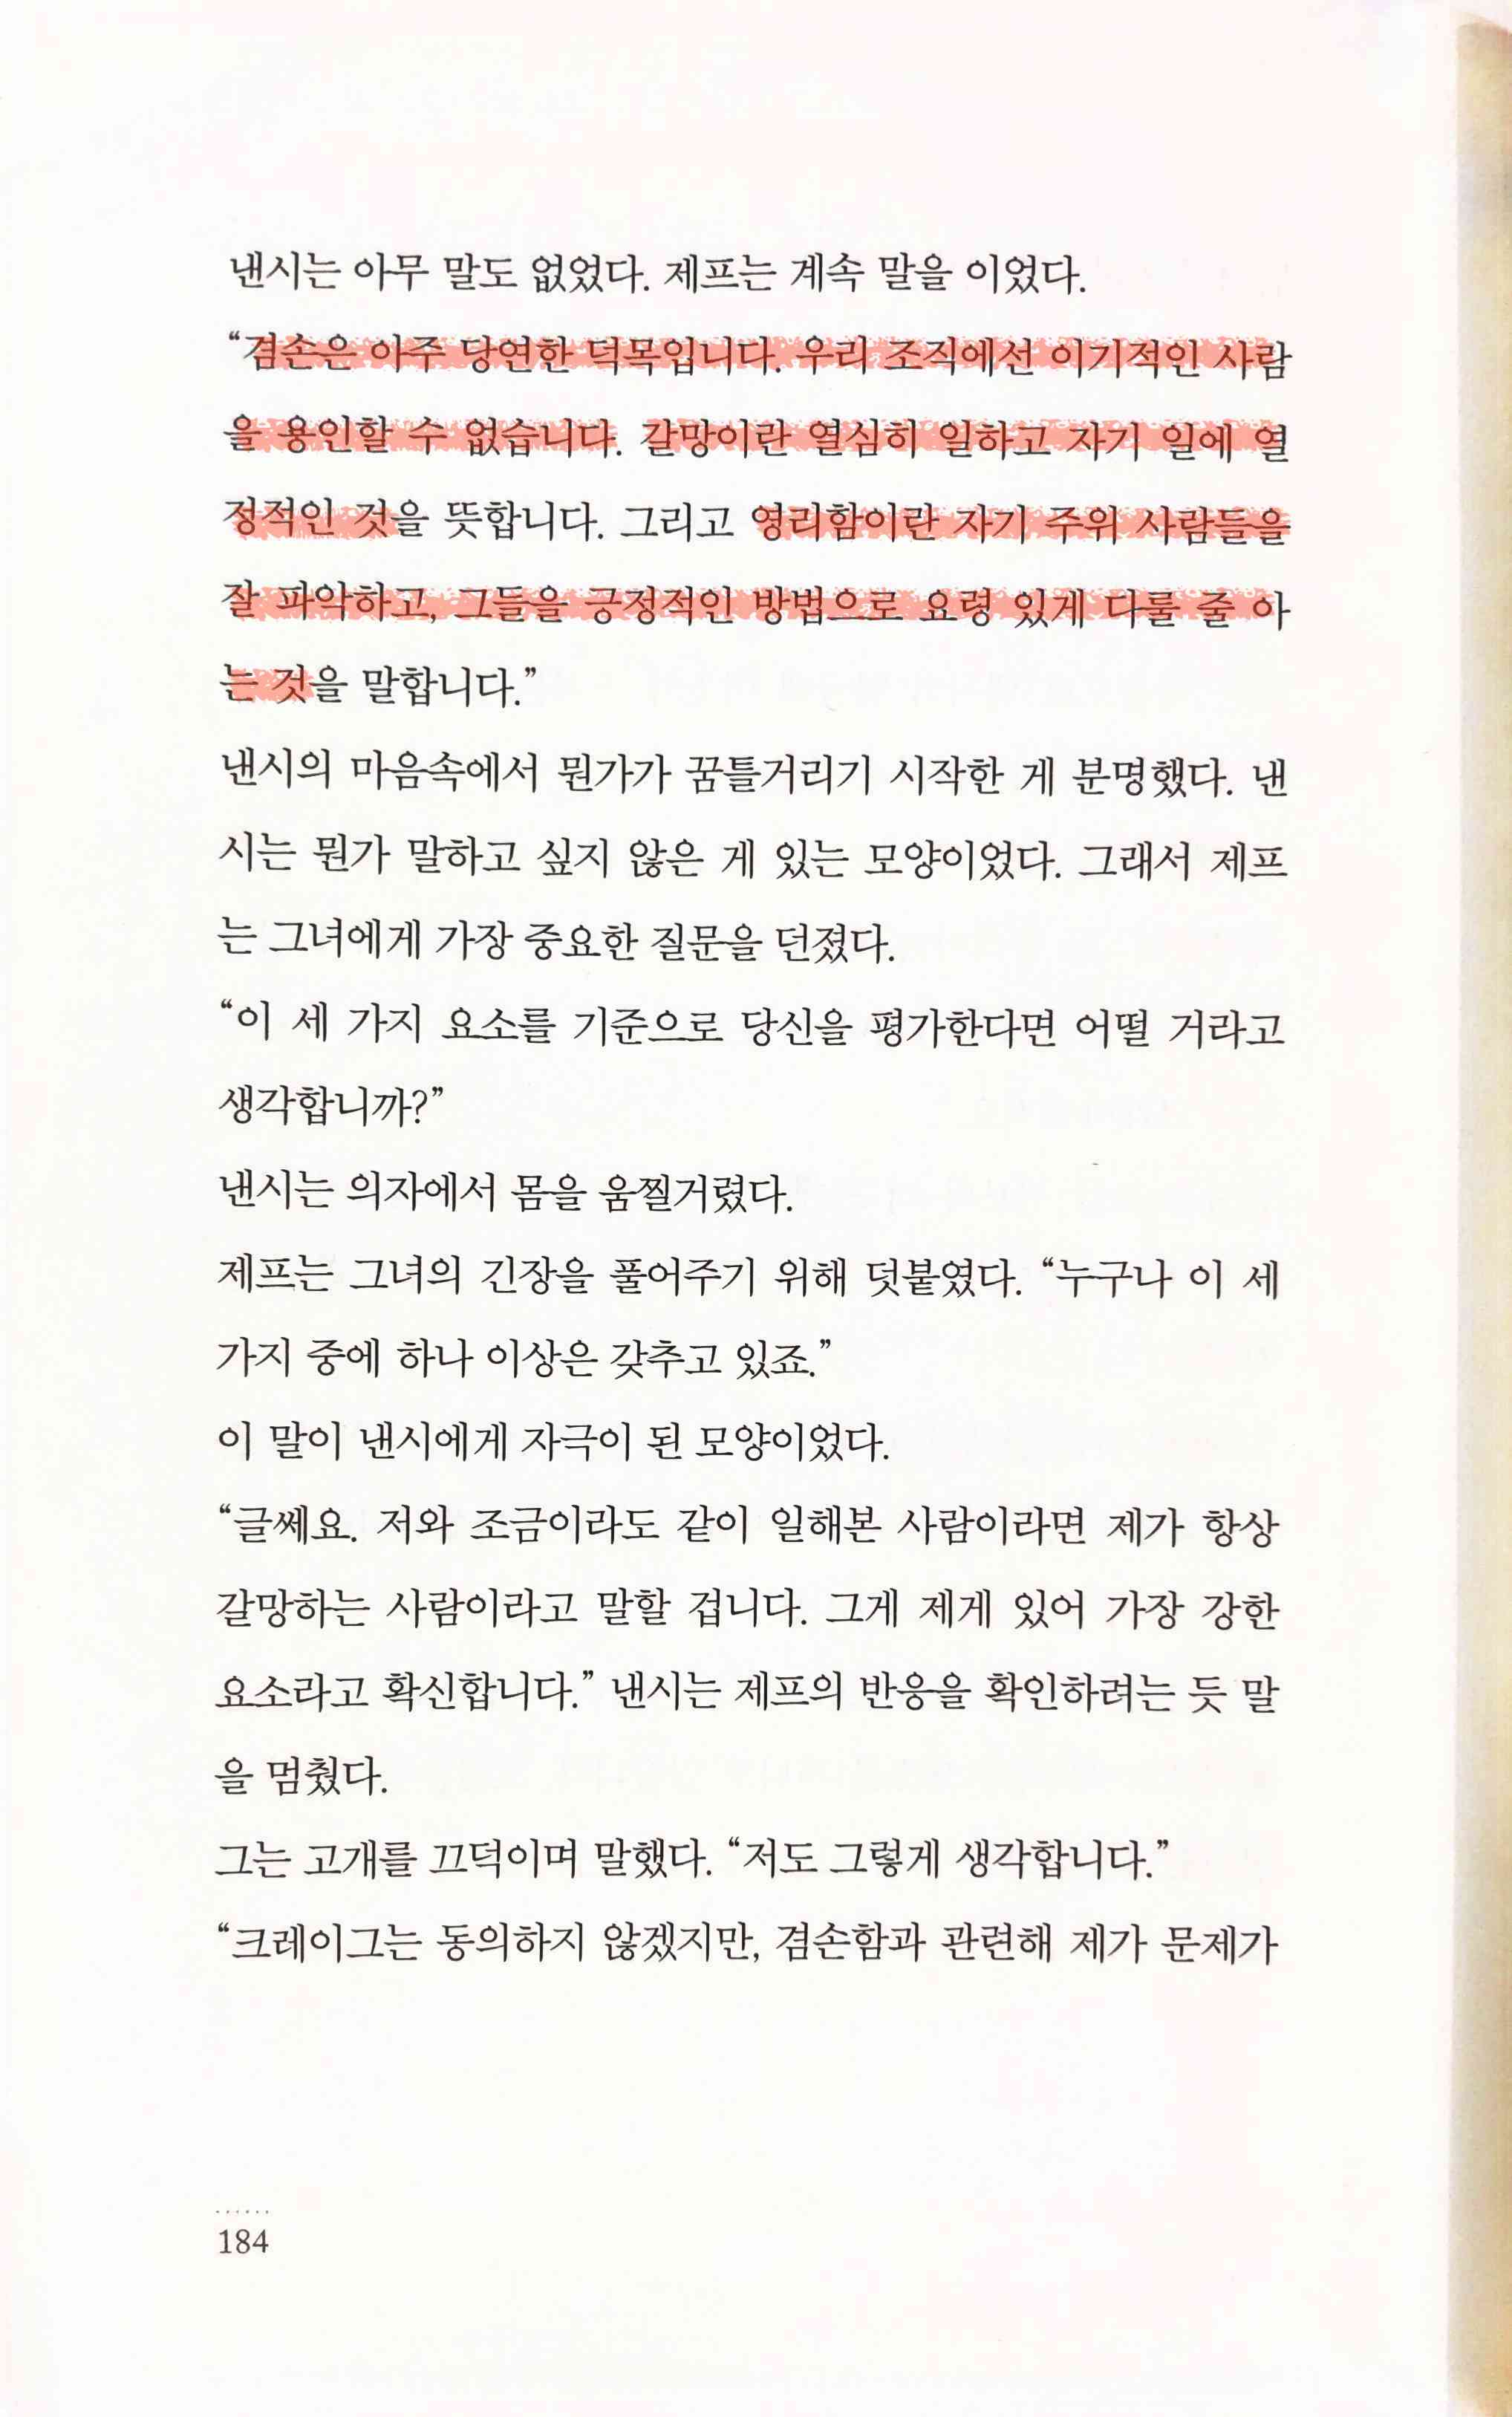 낸시는 아무 말도 없었다. 제프는 계속 말을 이었다.
“겸손은 아주 당연한 덕목입니다. 우리 조직에선 이기적인 사람
을 용인할 수 없습니다. 갈망이란 열심히 일하고 자기 일에 열
정적인 것을 뜻합니다. 그리고 영리함이란 자기 주위 사람들을
잘 파악하고, 그들을 긍정적인 방법으로 요령 있게 다룰 줄 아
는 것을 말합니다.”
낸시의 마음속에서 뭔가가 꿈틀거리기 시작한 게 분명했다. 낸
시는 뭔가 말하고 싶지 않은 게 있는 모양이었다. 그래서 제프
는 그녀에게 가장 중요한 질문을 던졌다.
“이 세 가지 요소를 기준으로 당신을 평가한다면 어떨 거라고
생각합니까?”
낸시는 의자에서 몸을 움찔거렸다.
제프는 그녀의 긴장을 풀어주기 위해 덧붙였다. “누구나 이 세
가지 중에 하나 이상은 갖추고 있죠.”
이 말이 낸시에게 자극이 된 모양이었다.
“글쎄요. 저와 조금이라도 같이 일해본 사람이라면 제가 항상
갈망하는 사람이라고 말할 겁니다. 그게 제게 있어 가장 강한
요소라고 확신합니다.” 낸시는 제프의 반응을 확인하려는 듯 말
을 멈췄다.
그는 고개를 끄덕이며 말했다. “저도 그렇게 생각합니다.”
“크레이그는 동의하지 않겠지만, 겸손함과 관련해 제가 문제가
184